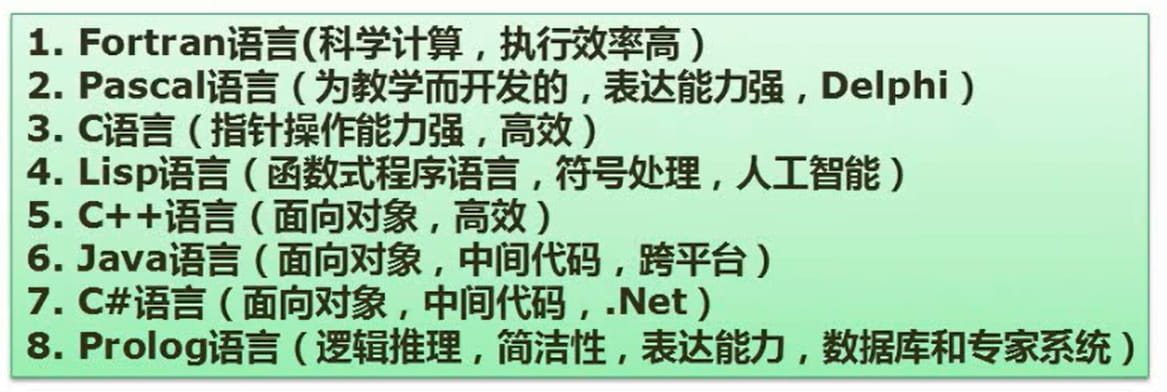 1. Fortran语言(科学计算，执行效率高）
2. Pascal语言（为教学而开发的，表达能力强，Delphi）
3. C语言（指针操作能力强，高效）
4. Lisp语言（函数式程序语言，符号处理，人工智能）
5. C++语言（面向对象，高效）
6. Java语言（面向对象，中间代码，跨平台）
7. C#语言（面向对象，中间代码，.Net）
8. Prolog语言（逻辑推理，简洁性，表达能力，数据库和专家系统）